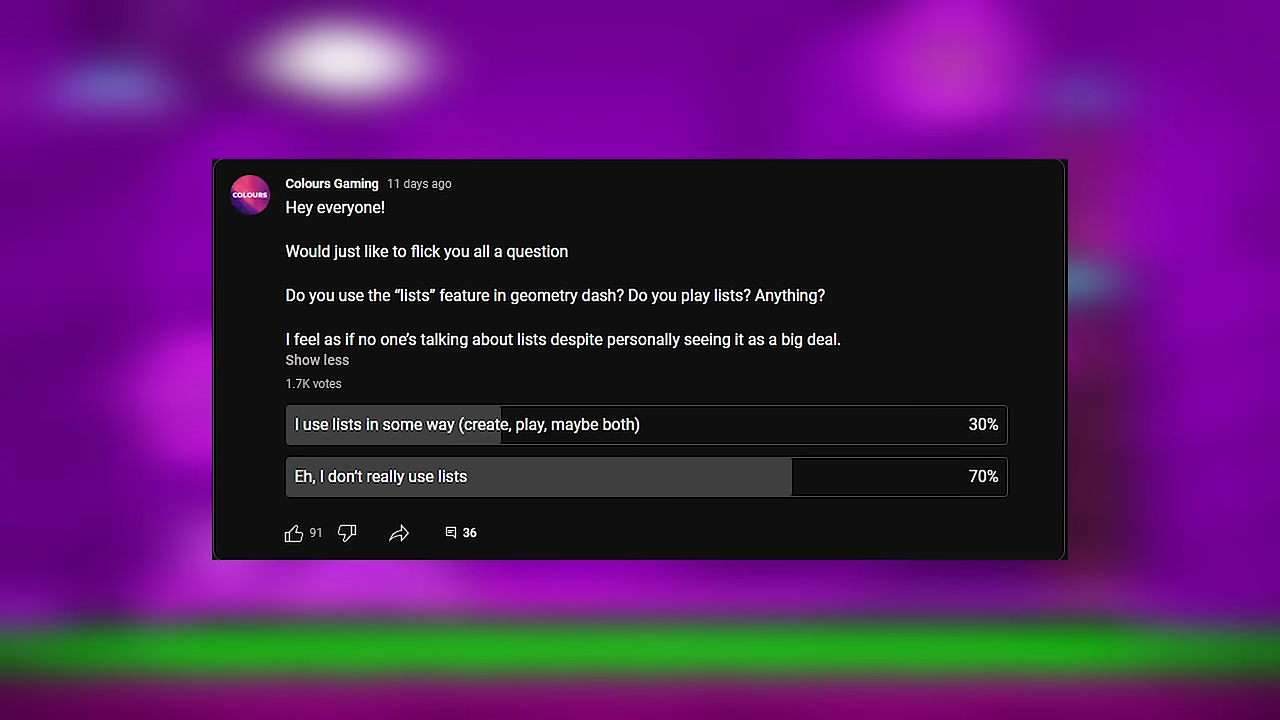 COLOURS
Colours Gaming 11 days ago
Hey everyone!
Would just like to flick you all a question
Do you use the “lists” feature in geometry dash? Do you play lists? Anything?
I feel as if no one’s talking about lists despite personally seeing it as a big deal.
Show less
1.7K votes
I use lists in some way (create, play, maybe both) 30%
Eh, I don’t really use lists 70%
91 36